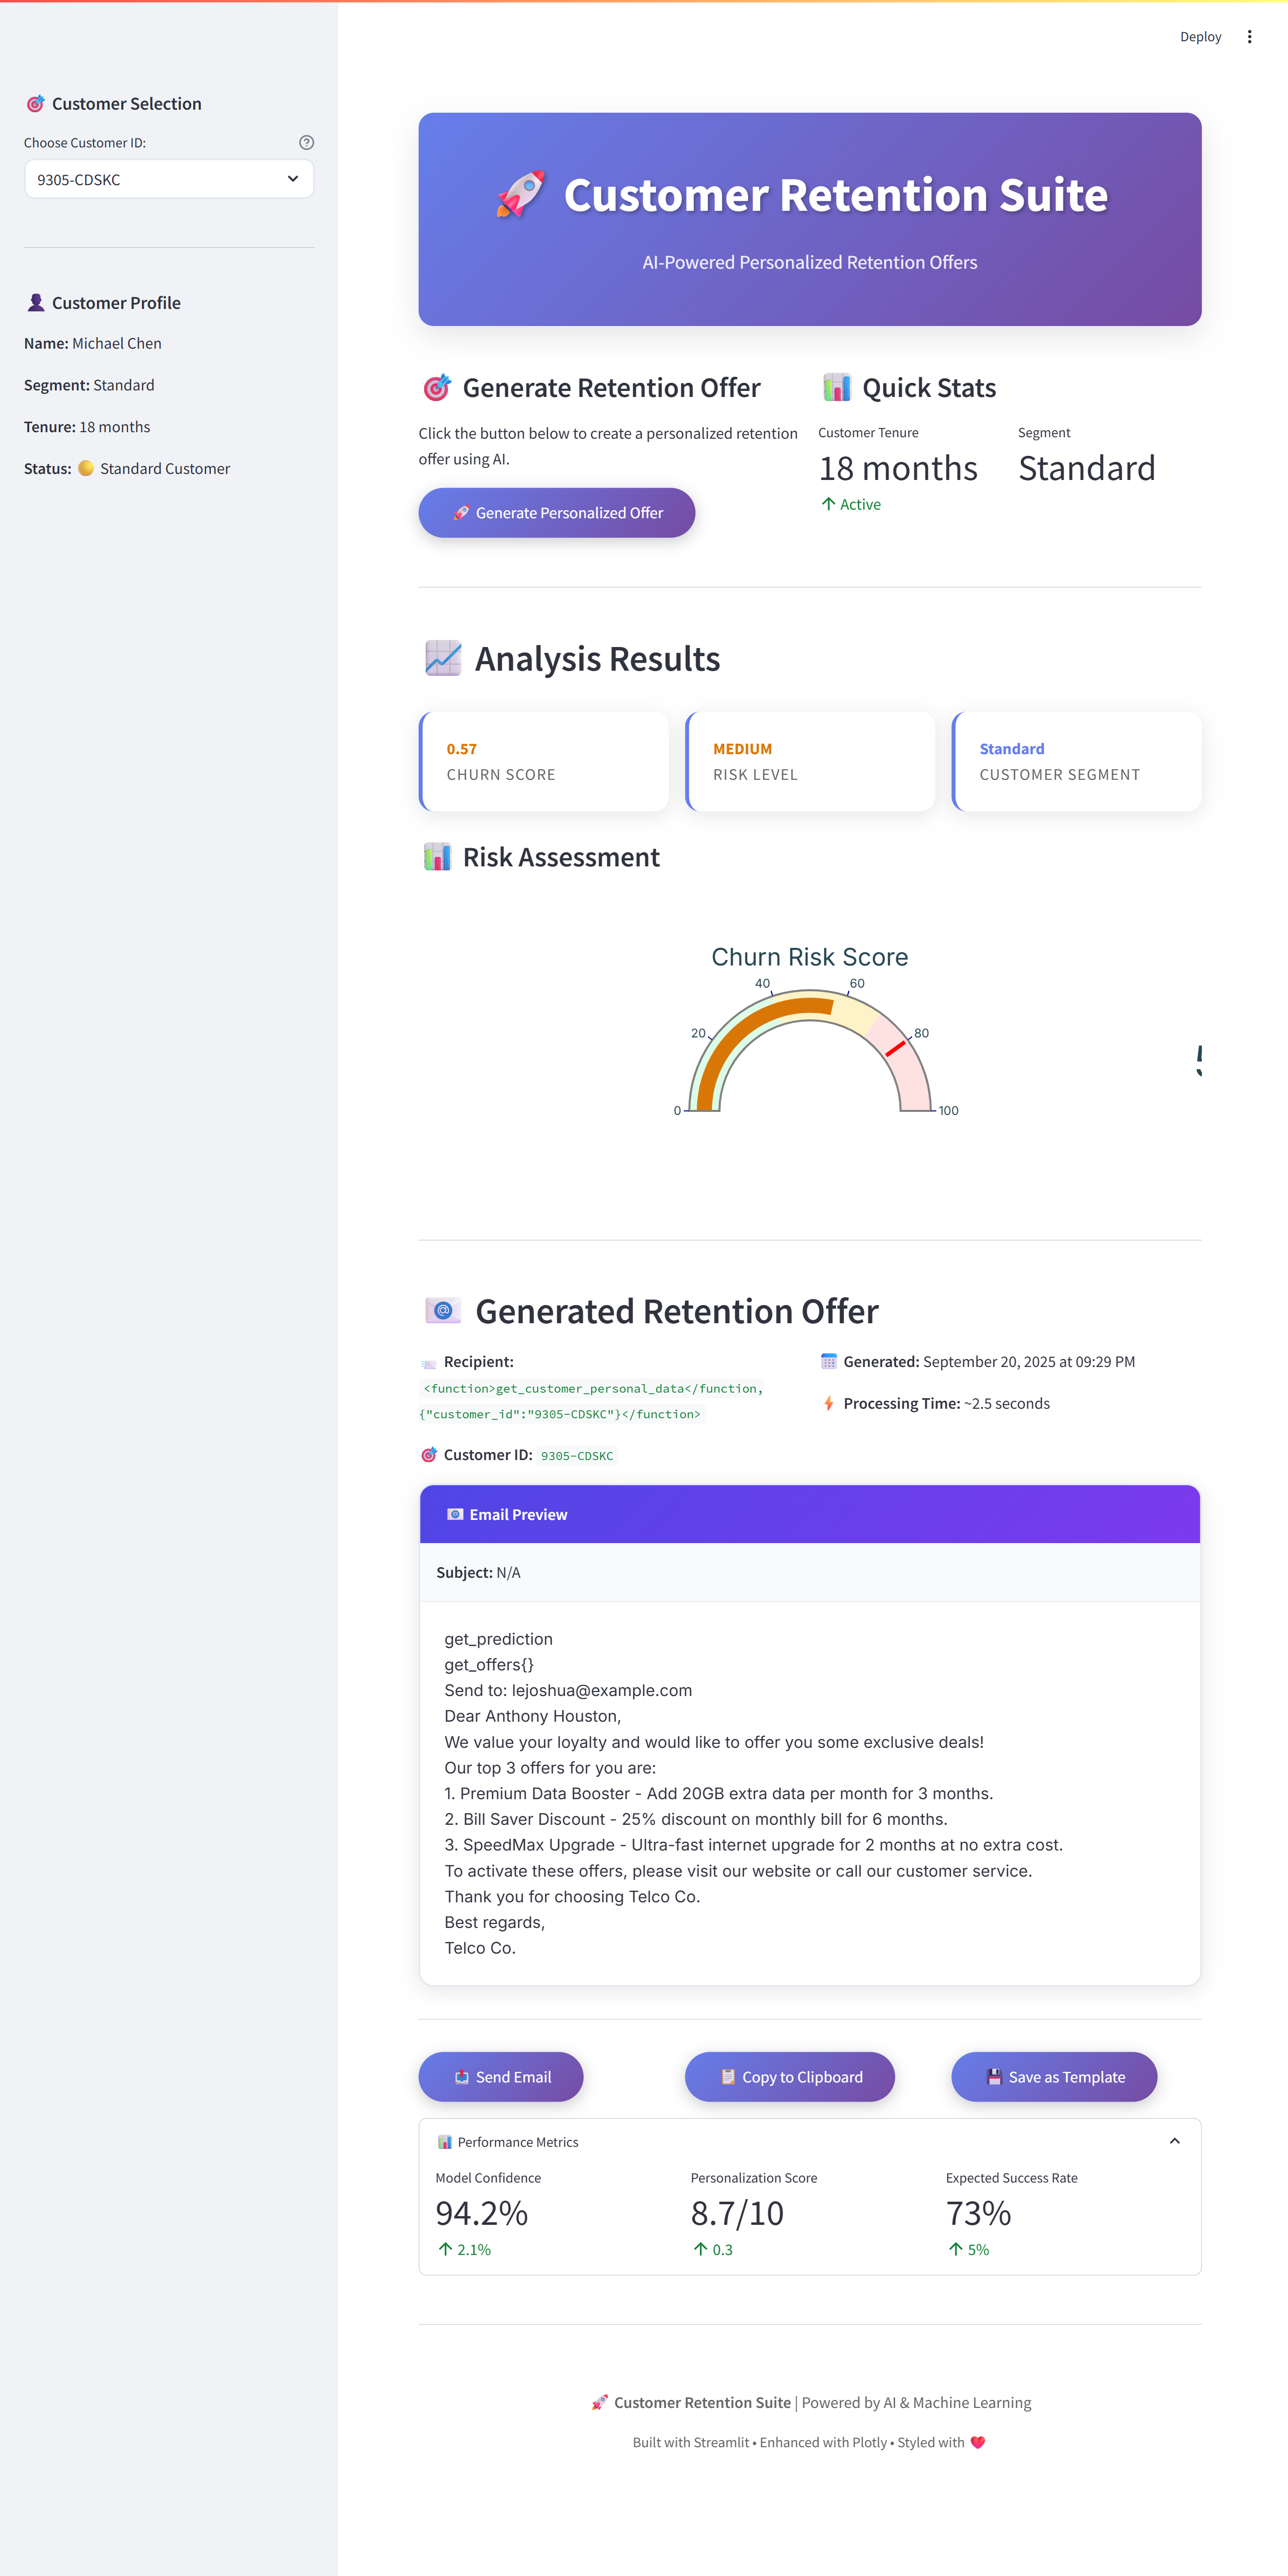 Deploy
Customer Selection
Choose Customer ID:
9305-CDSKC
Customer Profile
Name: Michael Chen
Segment: Standard
Tenure: 18 months
Status: Standard Customer
Customer Retention Suite
AI-Powered Personalized Retention Offers
Generate Retention Offer
Click the button below to create a personalized retention
offer using AI.
Generate Personalized Offer
Quick Stats
Customer Tenure
18 months
Active
Segment
Standard
Analysis Results
0.57
CHURN SCORE
MEDIUM
RISK LEVEL
Standard
CUSTOMER SEGMENT
Risk Assessment
Churn Risk Score
0
20
40
60
80
100
Generated Retention Offer
Recipient:
<function>get_customer_personal_data</function,
{"customer_id":"9305-CDSKC"}</function>
Customer ID: 9305-CDSKC
Generated: September 20, 2025 at 09:29 PM
Processing Time: ~2.5 seconds
Email Preview
Subject: N/A
get_prediction
get_offers{}
Send to: lejoshua@example.com
Dear Anthony Houston,
We value your loyalty and would like to offer you some exclusive deals!
Our top 3 offers for you are:
1. Premium Data Booster - Add 20GB extra data per month for 3 months.
2. Bill Saver Discount - 25% discount on monthly bill for 6 months.
3. SpeedMax Upgrade - Ultra-fast internet upgrade for 2 months at no extra cost.
To activate these offers, please visit our website or call our customer service.
Thank you for choosing Telco Co.
Best regards,
Telco Co.
Send Email
Copy to Clipboard
Save as Template
Performance Metrics
Model Confidence
94.2%
2.1%
Personalization Score
8.7/10
0.3
Expected Success Rate
73%
5%
Customer Retention Suite | Powered by AI & Machine Learning
Built with Streamlit • Enhanced with Plotly • Styled with